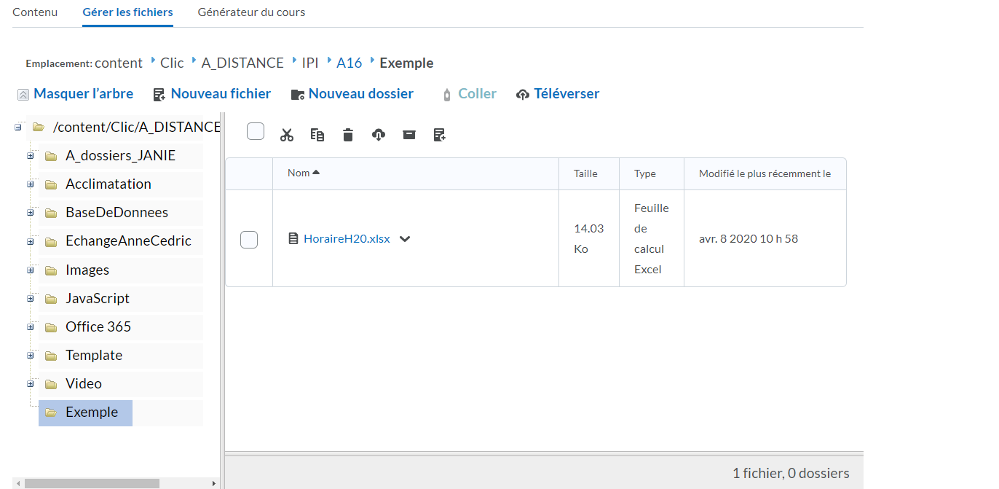 Contenu Gérer les fichiers Générateur du cours
Emplacement: content Clic A_DISTANCE IPI A16 Exemple
Masquer l'arbre Nouveau fichier Nouveau dossier Coller Téléverser
/content/Clic/A_DISTANCE
A_dossiers_JANIE
Acclimatation
BaseDeDonnees
EchangeAnneCedric
Images
JavaScript
Office 365
Template
Video
Exemple
Nom Taille Type Modifié le plus récemment le
HoraireH20.xlsx
14.03
Ko
Feuille
de
calcul
Excel
avr. 8 2020 10 h 58
1 fichier, 0 dossiers